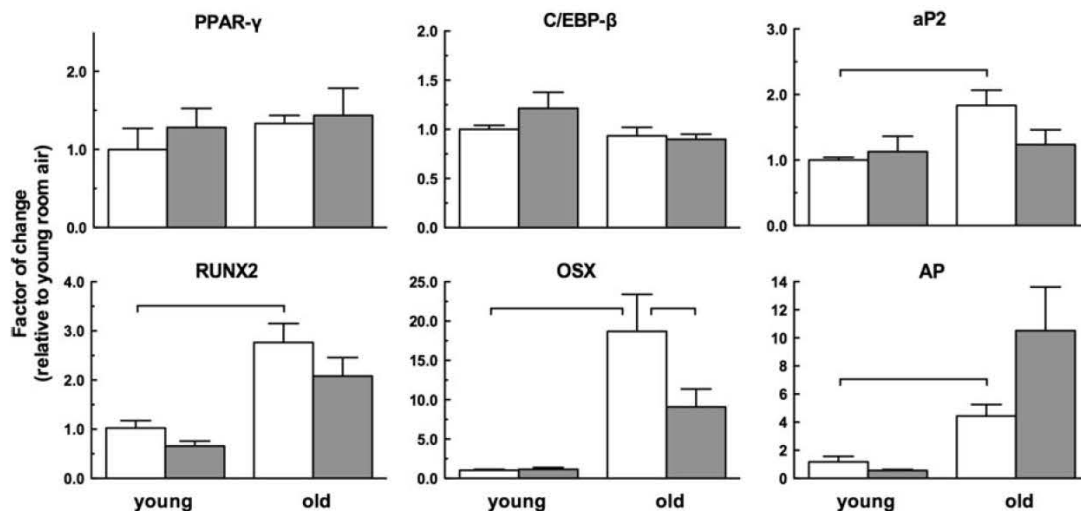 PPAR-γ
C/EBP-β
aP2
Factor of change
(relative to young room air)
2.0
1.0
0.0
2.0
1.5
1.0
0.5
0.0
3.0
2.0
1.0
0.0
RUNX2
OSX
AP
4.0
3.0
2.0
1.0
0.0
25.0
20.0
15.0
10.0
5.0
0.0
14
12
10
8
6
4
2
0
young
old
young
old
young
old